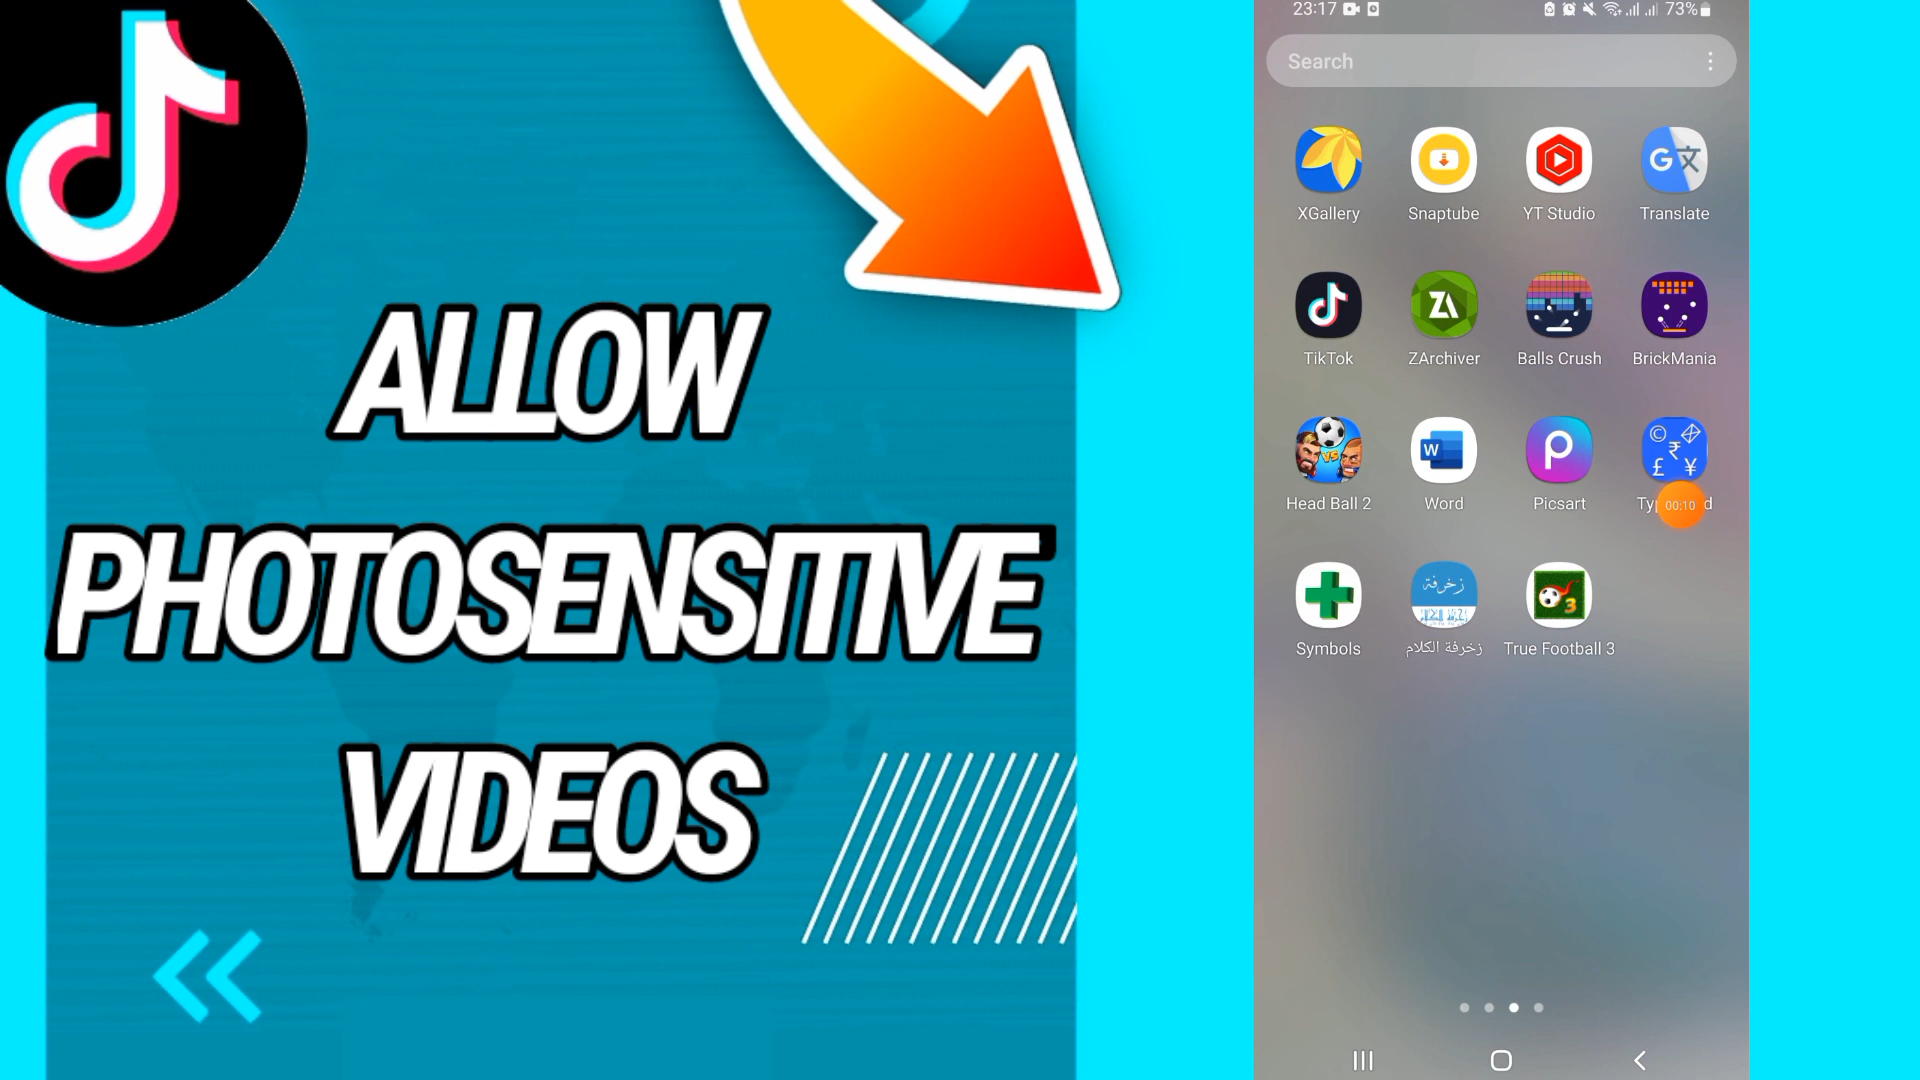 ALLOW
PHOTOSENSITIVE
VIDEOS
23:17
73%
Search
XGallery
Snaptube
YT Studio
Translate
TikTok
ZArchiver
Balls Crush
BrickMania
Head Ball 2
Word
Picsart
00:10
Symbols
زخرفة الكلام
True Football 3